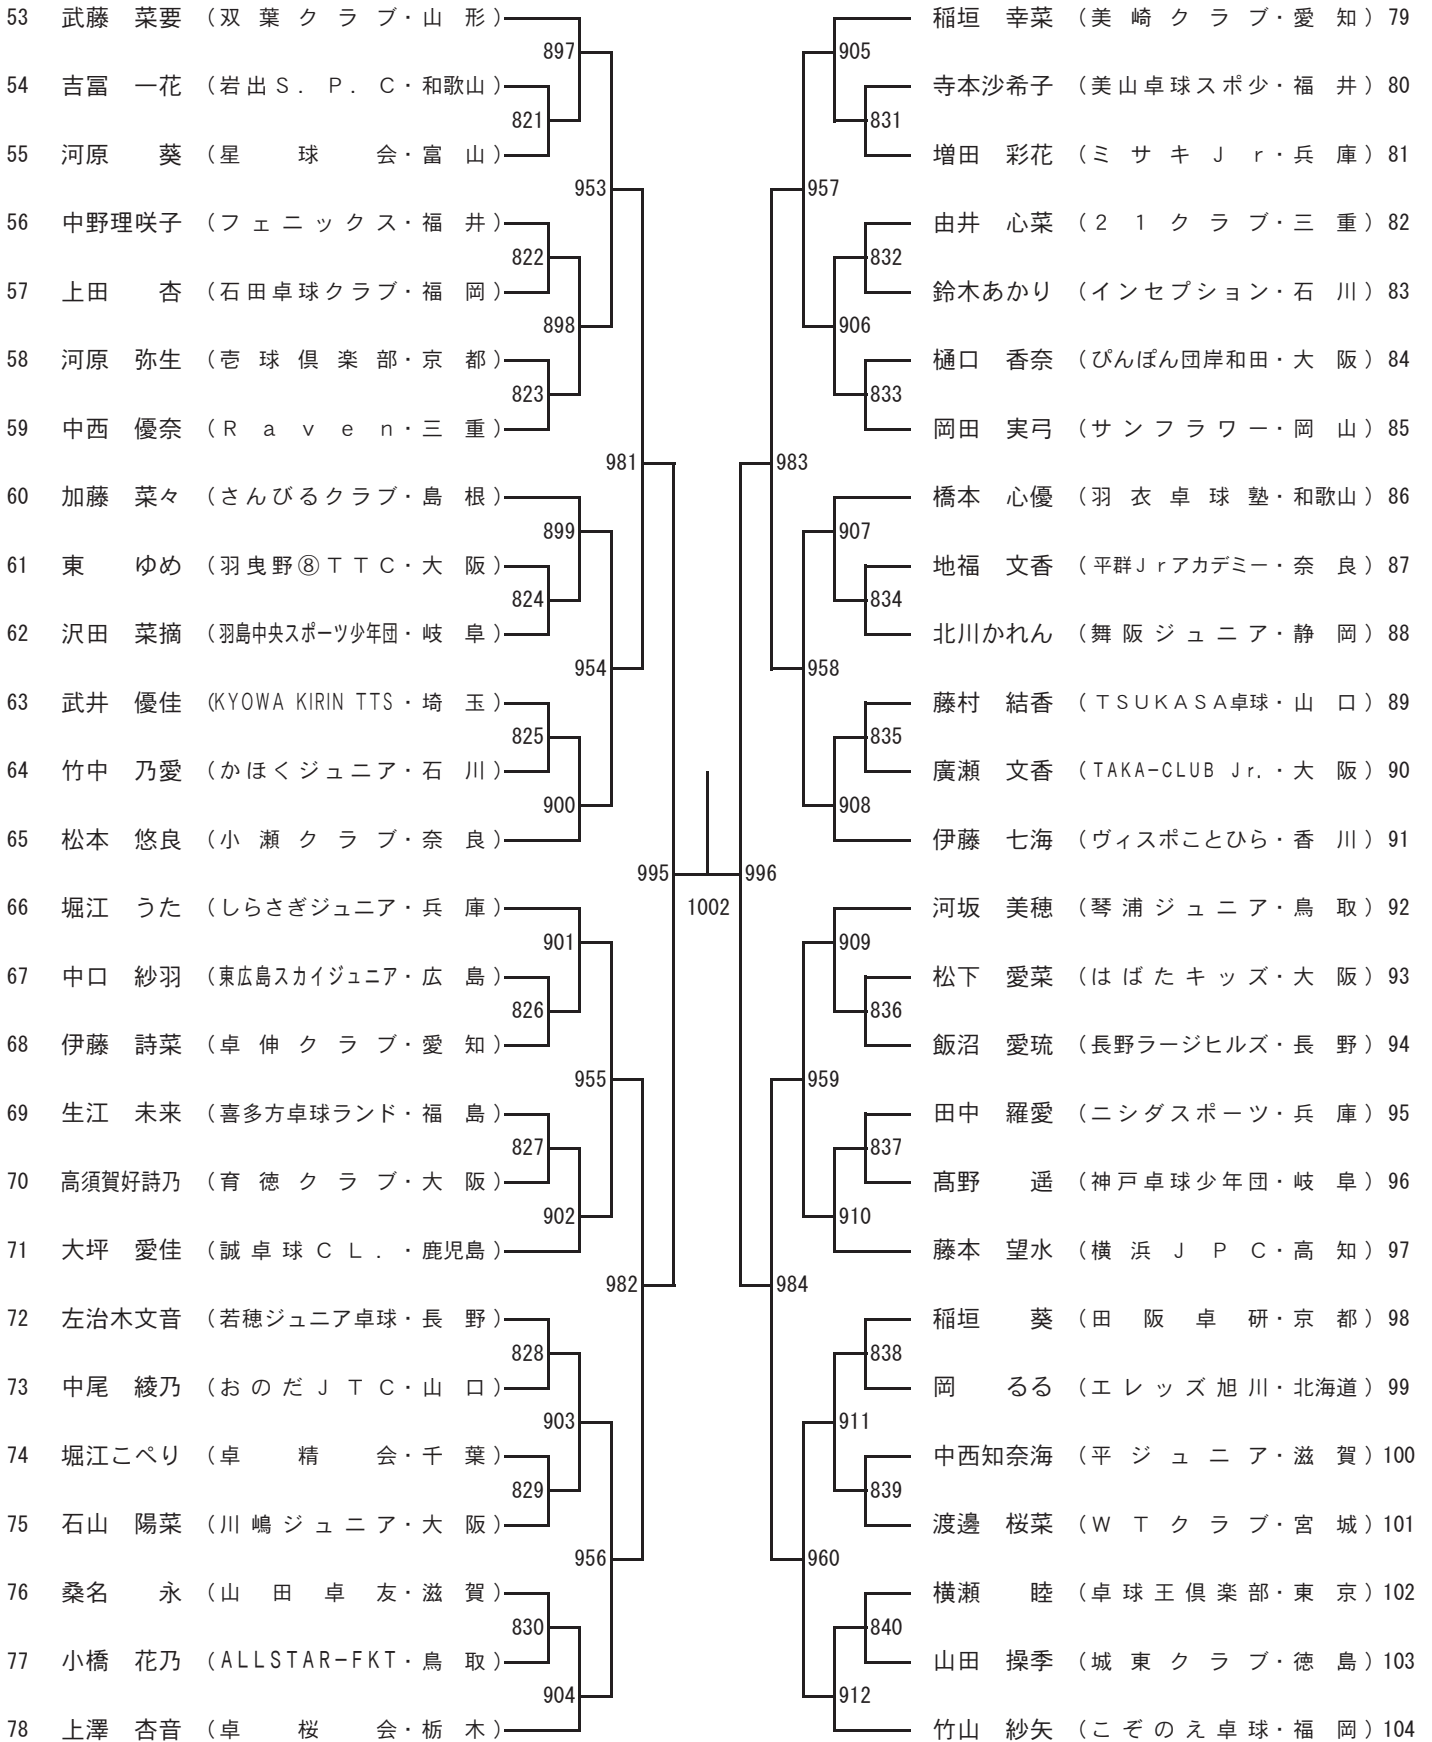 53 武藤 菜要 （双葉クラブ・山形）
897
54 吉冨 一花 （岩出Ｓ．Ｐ．Ｃ・和歌山）
821
55 河原 葵 （星球会・富山）
953
56 中野理咲子 （フェニックス・福井）
822
57 上田 杏 （石田卓球クラブ・福岡）
898
58 河原 弥生 （壱球倶楽部・京都）
823
59 中西 優奈 （Ｒａｖｅｎ・三重）
981
60 加藤 菜々 （さんびるクラブ・島根）
899
61 東 ゆめ （羽曳野⑧ＴＴＣ・大阪）
824
62 沢田 菜摘 （羽島中央スポーツ少年団・岐阜）
954
63 武井 優佳 （KYOWA KIRIN TTS・埼玉）
825
64 竹中 乃愛 （かほくジュニア・石川）
900
65 松本 悠良 （小瀬クラブ・奈良）
995
66 堀江 うた （しらさぎジュニア・兵庫）
901
67 中口 紗羽 （東広島スカイジュニア・広島）
826
68 伊藤 詩菜 （卓伸クラブ・愛知）
955
69 生江 未来 （喜多方卓球ランド・福島）
827
70 高須賀好詩乃 （育徳クラブ・大阪）
902
71 大坪 愛佳 （誠卓球ＣＬ．・鹿児島）
982
72 左治木文音 （若穂ジュニア卓球・長野）
828
73 中尾 綾乃 （おのだＪＴＣ・山口）
903
74 堀江こぺり （卓精会・千葉）
829
75 石山 陽菜 （川嶋ジュニア・大阪）
956
76 桑名 永 （山田卓友・滋賀）
830
77 小橋 花乃 （ALLSTAR−FKT・鳥取）
904
78 上澤 杏音 （卓桜会・栃木）
1002
稲垣 幸菜 （美崎クラブ・愛知）79
905
寺本沙希子 （美山卓球スポ少・福井）80
831
増田 彩花 （ミサキＪｒ・兵庫）81
957
由井 心菜 （２１クラブ・三重）82
832
鈴木あかり （インセプション・石川）83
906
樋口 香奈 （ぴんぽん団岸和田・大阪）84
833
岡田 実弓 （サンフラワー・岡山）85
983
橋本 心優 （羽衣卓球塾・和歌山）86
907
地福 文香 （平群Ｊｒアカデミー・奈良）87
834
北川かれん （舞阪ジュニア・静岡）88
958
藤村 結香 （ＴＳＵＫＡＳＡ卓球・山口）89
835
廣瀬 文香 （TAKA−CLUB Jr.・大阪）90
908
伊藤 七海 （ヴィスポことひら・香川）91
996
河坂 美穂 （琴浦ジュニア・鳥取）92
909
松下 愛菜 （はばたキッズ・大阪）93
836
飯沼 愛琉 （長野ラージヒルズ・長野）94
959
田中 羅愛 （ニシダスポーツ・兵庫）95
837
髙野 遥 （神戸卓球少年団・岐阜）96
910
藤本 望水 （横浜ＪＰＣ・高知）97
984
稲垣 葵 （田阪卓研・京都）98
838
岡 るる （エレッズ旭川・北海道）99
911
中西知奈海 （平ジュニア・滋賀）100
839
渡邊 桜菜 （ＷＴクラブ・宮城）101
960
横瀬 睦 （卓球王倶楽部・東京）102
840
山田 操季 （城東クラブ・徳島）103
912
竹山 紗矢 （こぞのえ卓球・福岡）104